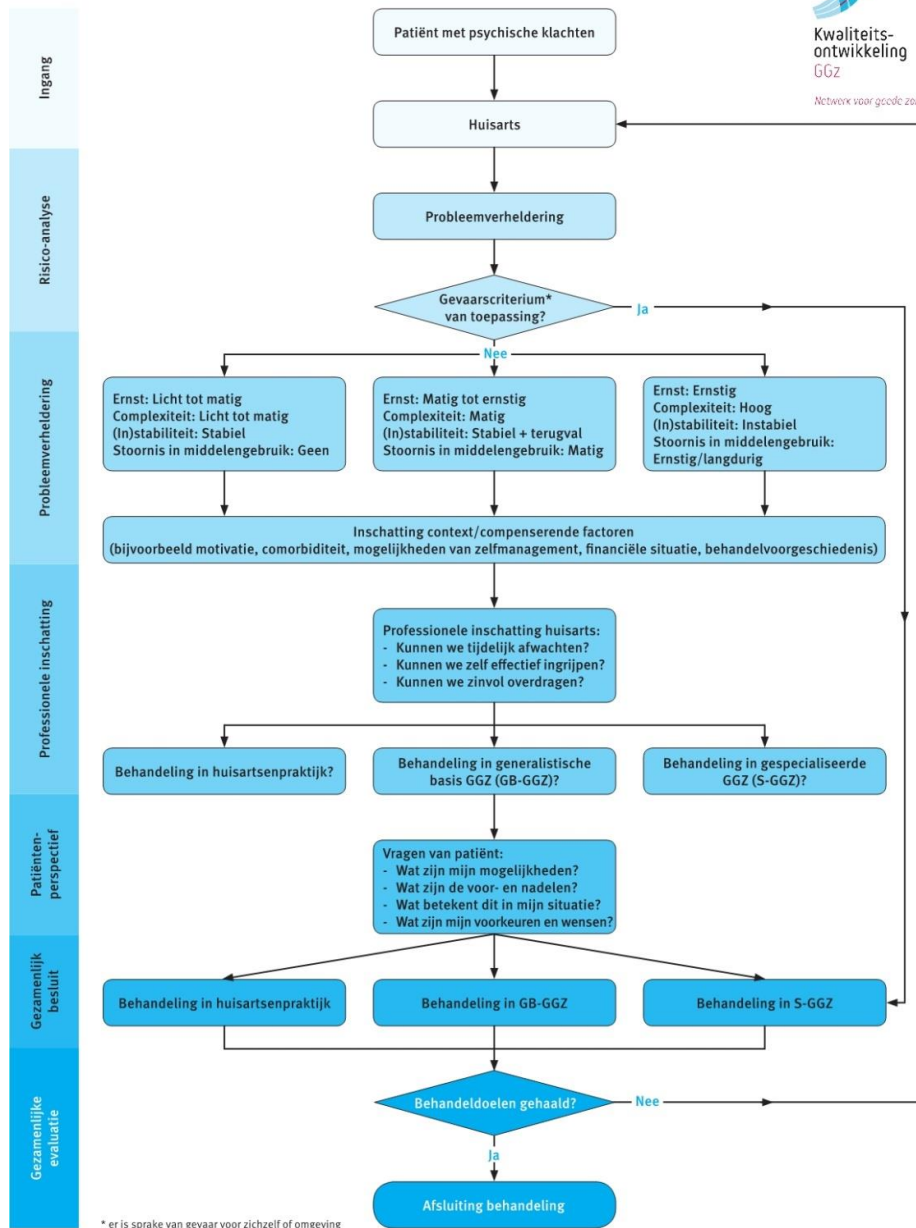 Patiënt met psychische klachten
Kwaliteits-
ontwikkeling
GGz
Netwerk voor goede
Ingang
Huisarts
Risico-analyse
Probleemverheldering
Gevaarscriterium*
van toepassing?
Ja
Nee
Probleemverheldering
Ernst: Licht tot matig
Complexiteit: Licht tot matig
(In)stabiliteit: Stabiel
Stoornis in middelengebruik: Geen
Ernst: Matig tot ernstig
Complexiteit: Matig
(In)stabiliteit: Stabiel + terugval
Stoornis in middelengebruik: Matig
Ernst: Ernstig
Complexiteit: Hoog
(In)stabiliteit: Instabiel
Stoornis in middelengebruik:
Ernstig/langdurig
Inschatting context/compenserende factoren
(bijvoorbeeld motivatie, comorbiditeit, mogelijkheden van zelfmanagement, financiële situatie, behandelvoorgeschiedenis)
Professionele inschatting
Professionele inschatting huisarts:
- Kunnen we tijdelijk afwachten?
- Kunnen we zelf effectief ingrijpen?
- Kunnen we zinvol overdragen?
Behandeling in huisartsenpraktijk?
Behandeling in generalistische
basis GGZ (GB-GGZ)?
Behandeling in gespecialiseerde
GGZ (S-GGZ)?
Patiënten-
perspectief
Vragen van patiënt:
- Wat zijn mijn mogelijkheden?
- Wat zijn de voor- en nadelen?
- Wat betekent dit in mijn situatie?
- Wat zijn mijn voorkeuren en wensen?
Gezamenlijk
besluit
Behandeling in huisartsenpraktijk
Behandeling in GB-GGZ
Behandeling in S-GGZ
Gezamenlijke
evaluatie
Behandeldoelen gehaald?
Nee
Ja
Afsluiting behandeling
* er is sprake van gevaar voor zichzelf of omgeving